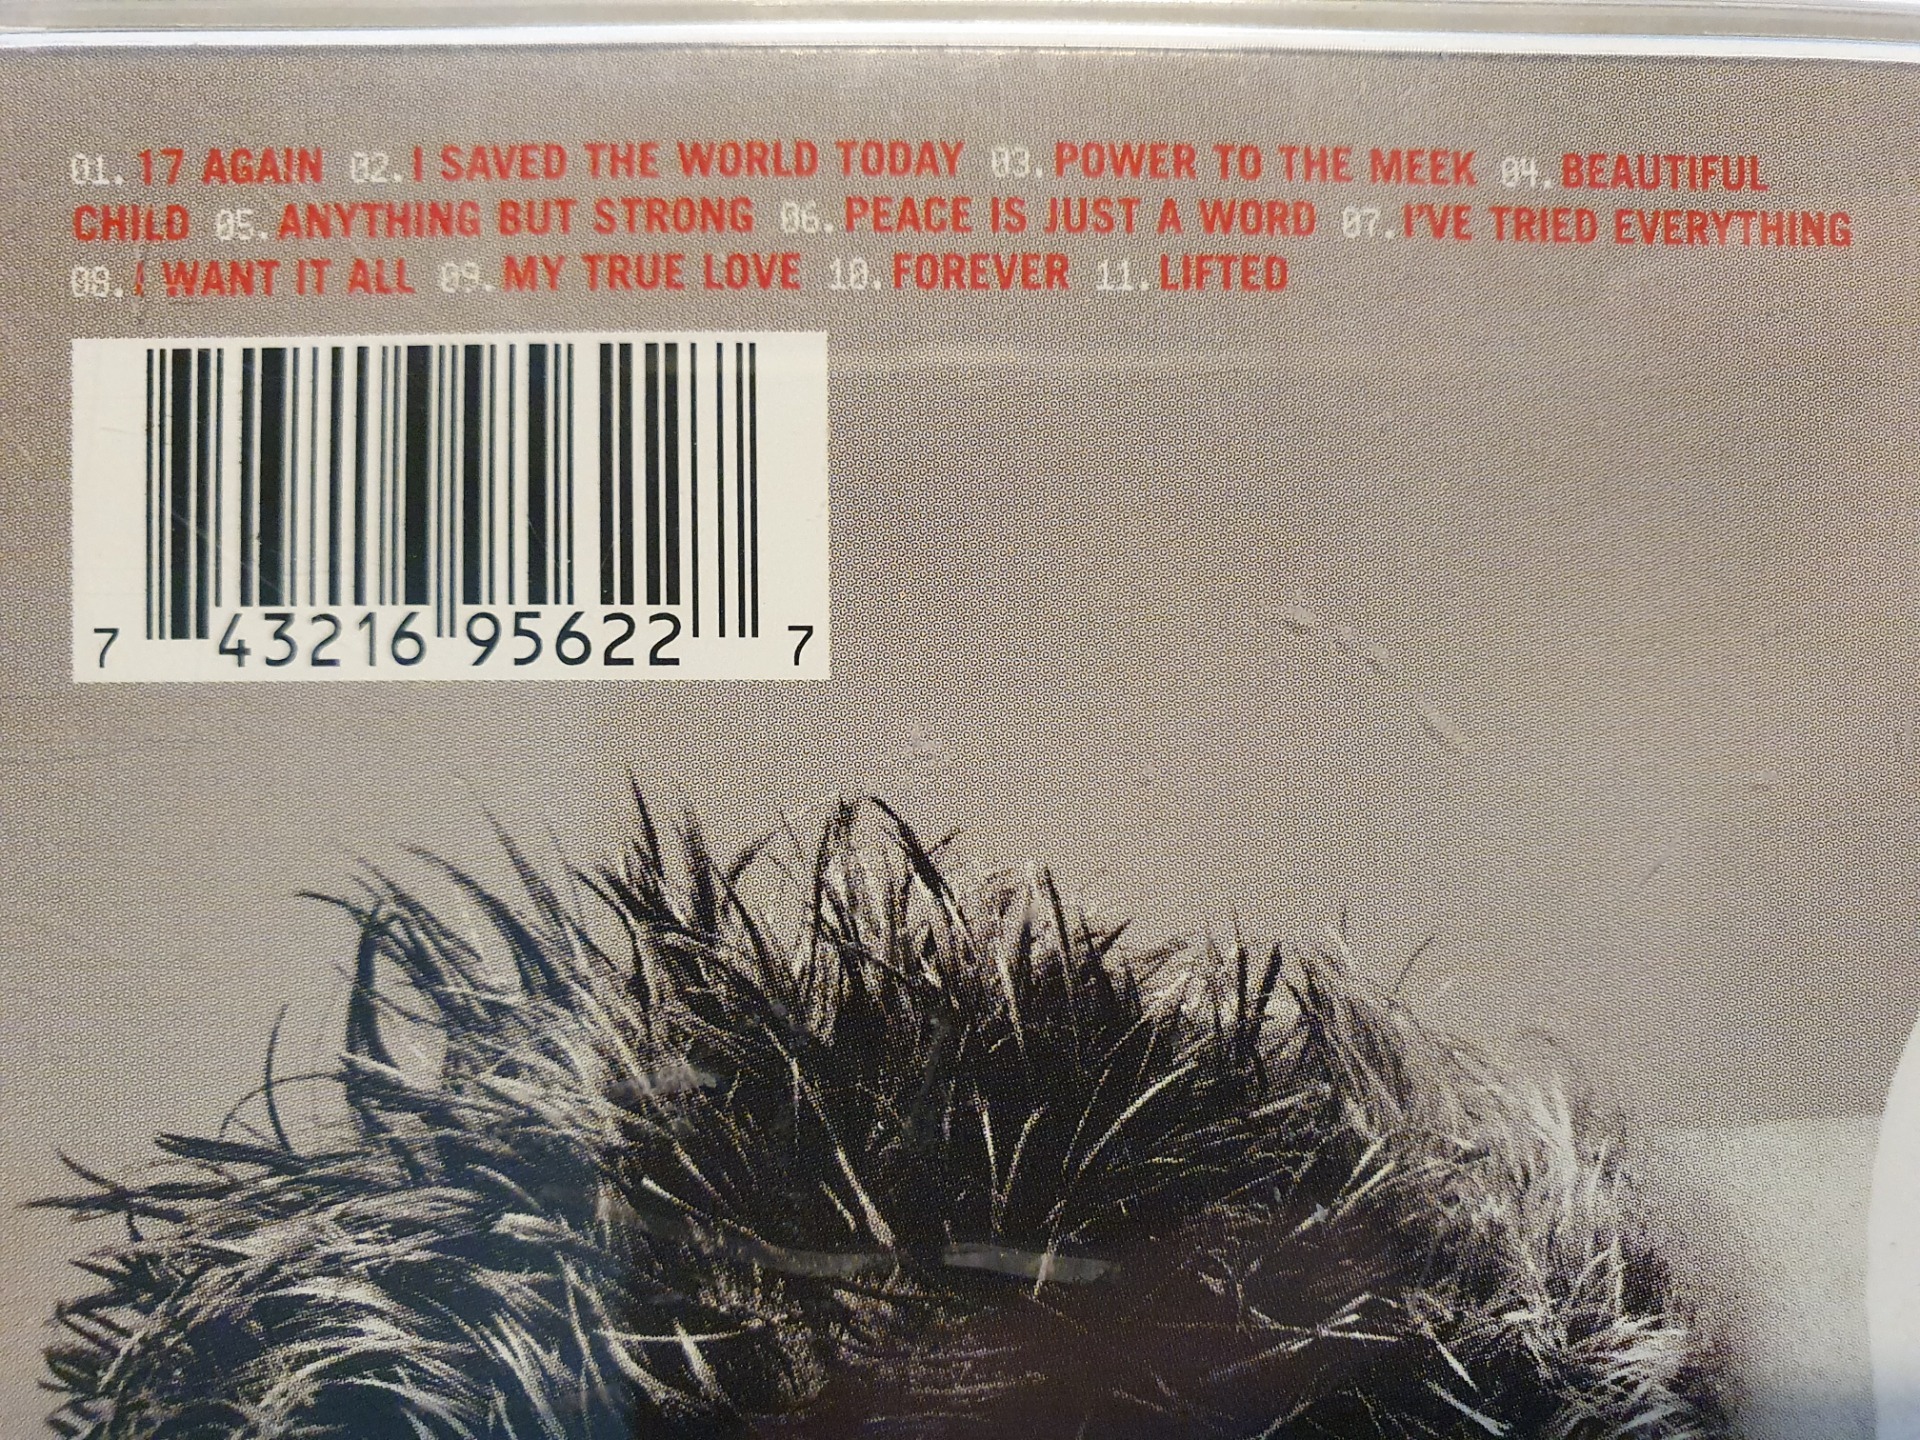 01. 17 AGAIN 02. I SAVED THE WORLD TODAY 03. POWER TO THE MEEK 04. BEAUTIFUL
CHILD 05. ANYTHING BUT STRONG 06. PEACE IS JUST A WORD 07. I'VE TRIED EVERYTHING
08. I WANT IT ALL 09. MY TRUE LOVE 10. FOREVER 11. LIFTED
7 43216 95622 7